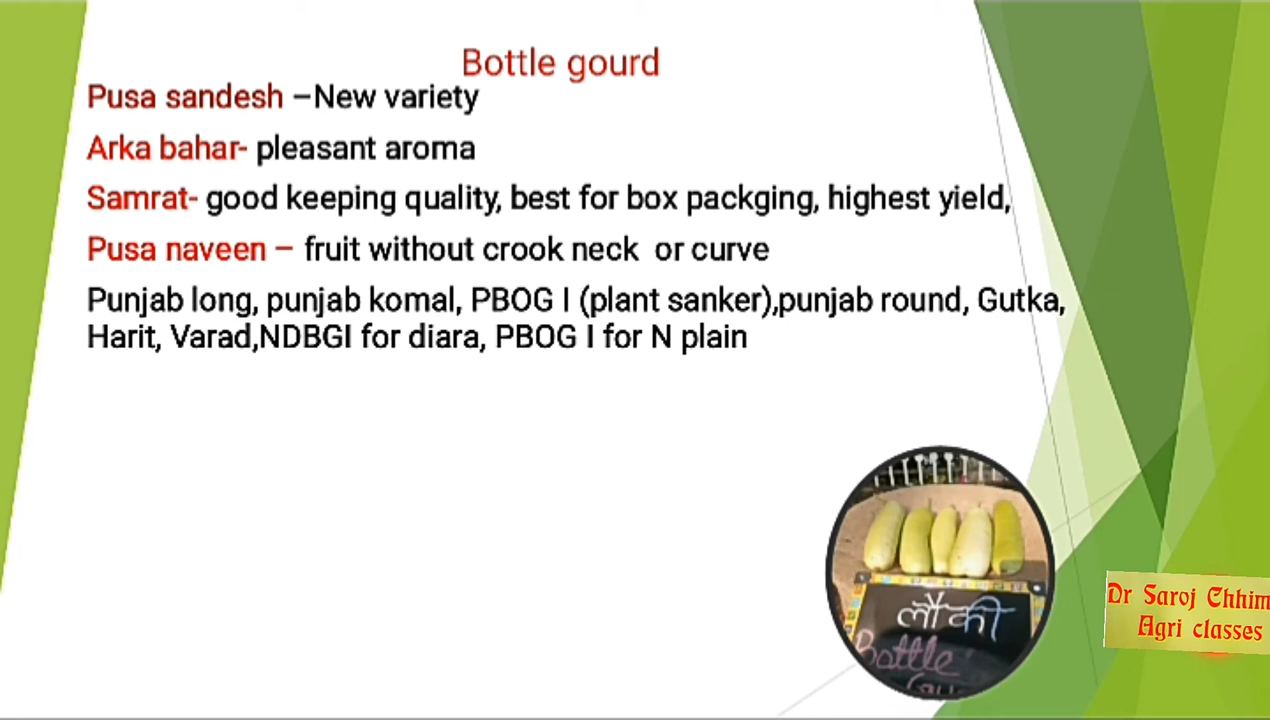 Bottle gourd
Pusa sandesh –New variety
Arka bahar- pleasant aroma
Samrat- good keeping quality, best for box packging, highest yield,
Pusa naveen – fruit without crook neck or curve
Punjab long, punjab komal, PBOG I (plant sanker),punjab round, Gutka,
Harit, Varad,NDBGI for diara, PBOG I for N plain
लौकी
Bottle
Dr Saroj Chhim
Agri classes